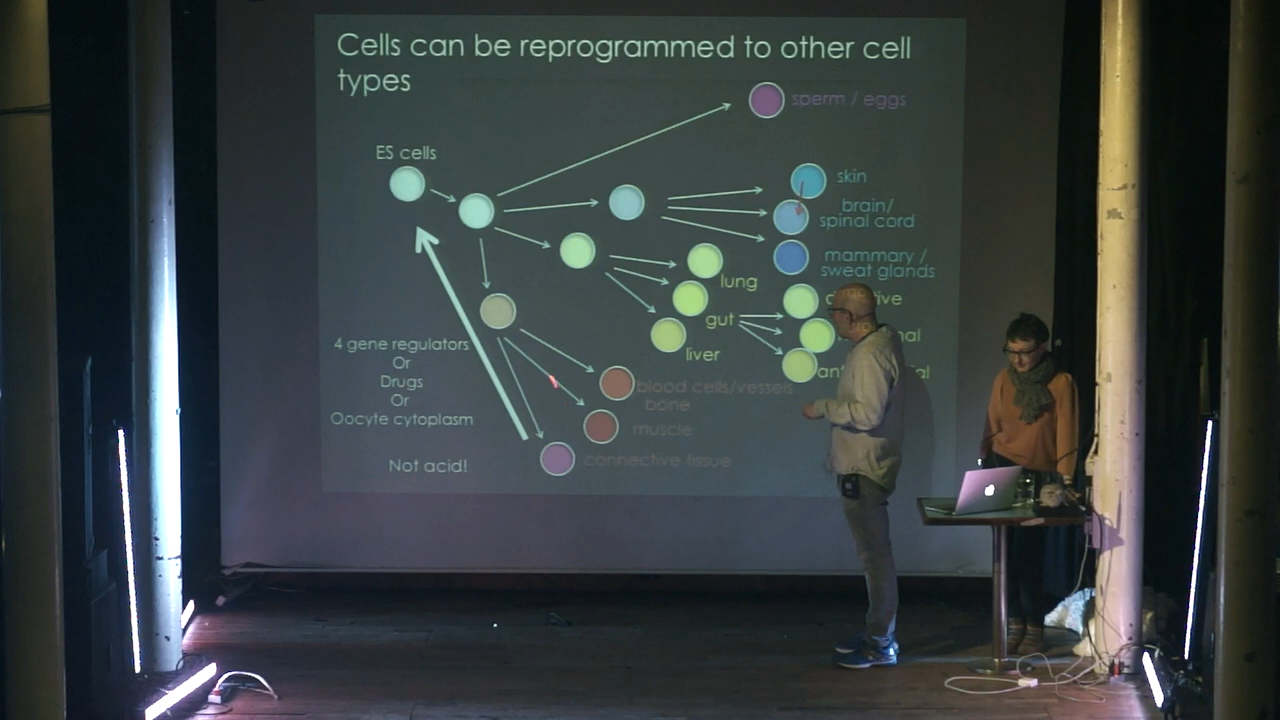 Cells can be reprogrammed to other cell
types
sperm / eggs
ES cells
skin
brain/
spinal cord
mammary /
sweat glands
lung
gut
liver
4 gene regulators
Or
Drugs
Or
Oocyte cytoplasm
blood cells/vessels
bone
muscle
connective tissue
Not acid!